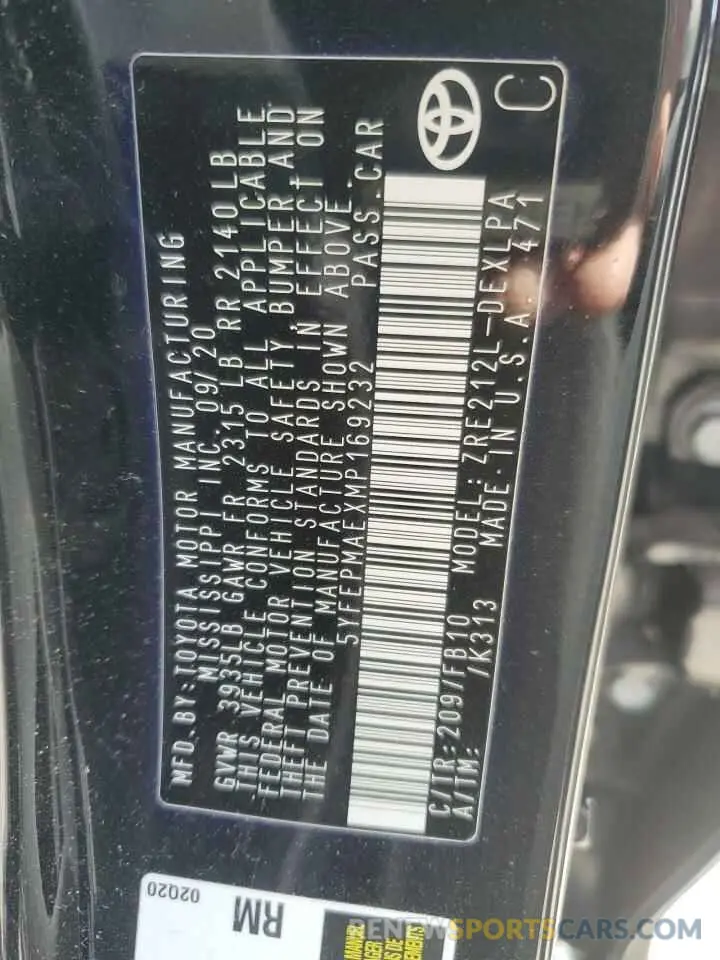 MFD.BY:TOYOTA MOTOR MANUFACTURING
MISSISSIPPI INC. 09/20
GVWR 3935LB GAWR FR 2315 LB RR 2140 LB
THIS VEHICLE CONFORMS TO ALL APPLICABLE
FEDERAL MOTOR VEHICLE SAFETY, BUMPER AND
THEFT PREVENTION STANDARDS IN EFFECT ON
THE DATE OF MANUFACTURE SHOWN ABOVE.
5YFEPMAEXMP169232 PASS.CAR
C/TR:209/FB10 MODEL:ZRE212L-DEXLPA
A/TM: /K313 MADE IN U.S.A. 471
C
02Q20
RM
RENEWSPORTSCARS.COM